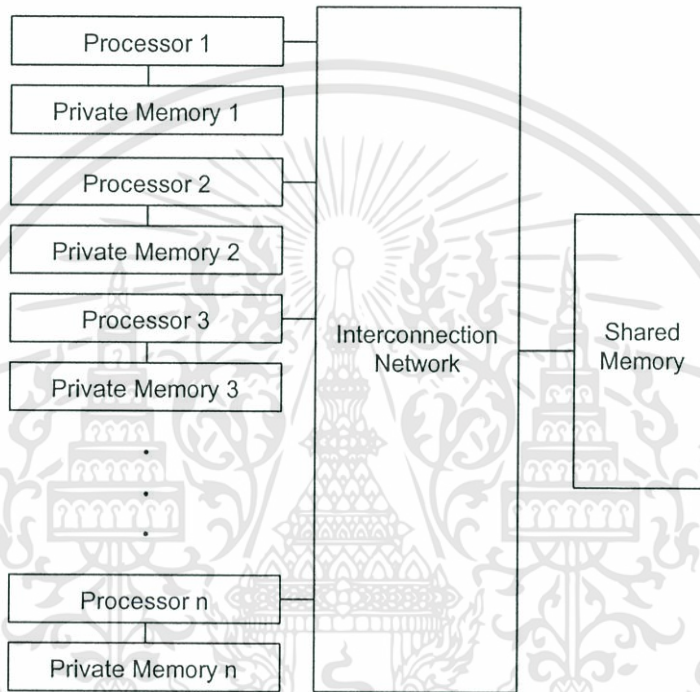 Processor 1
Private Memory 1
Processor 2
Private Memory 2
Processor 3
Private Memory 3
Processor n
Private Memory n
Interconnection
Network
Shared
Memory